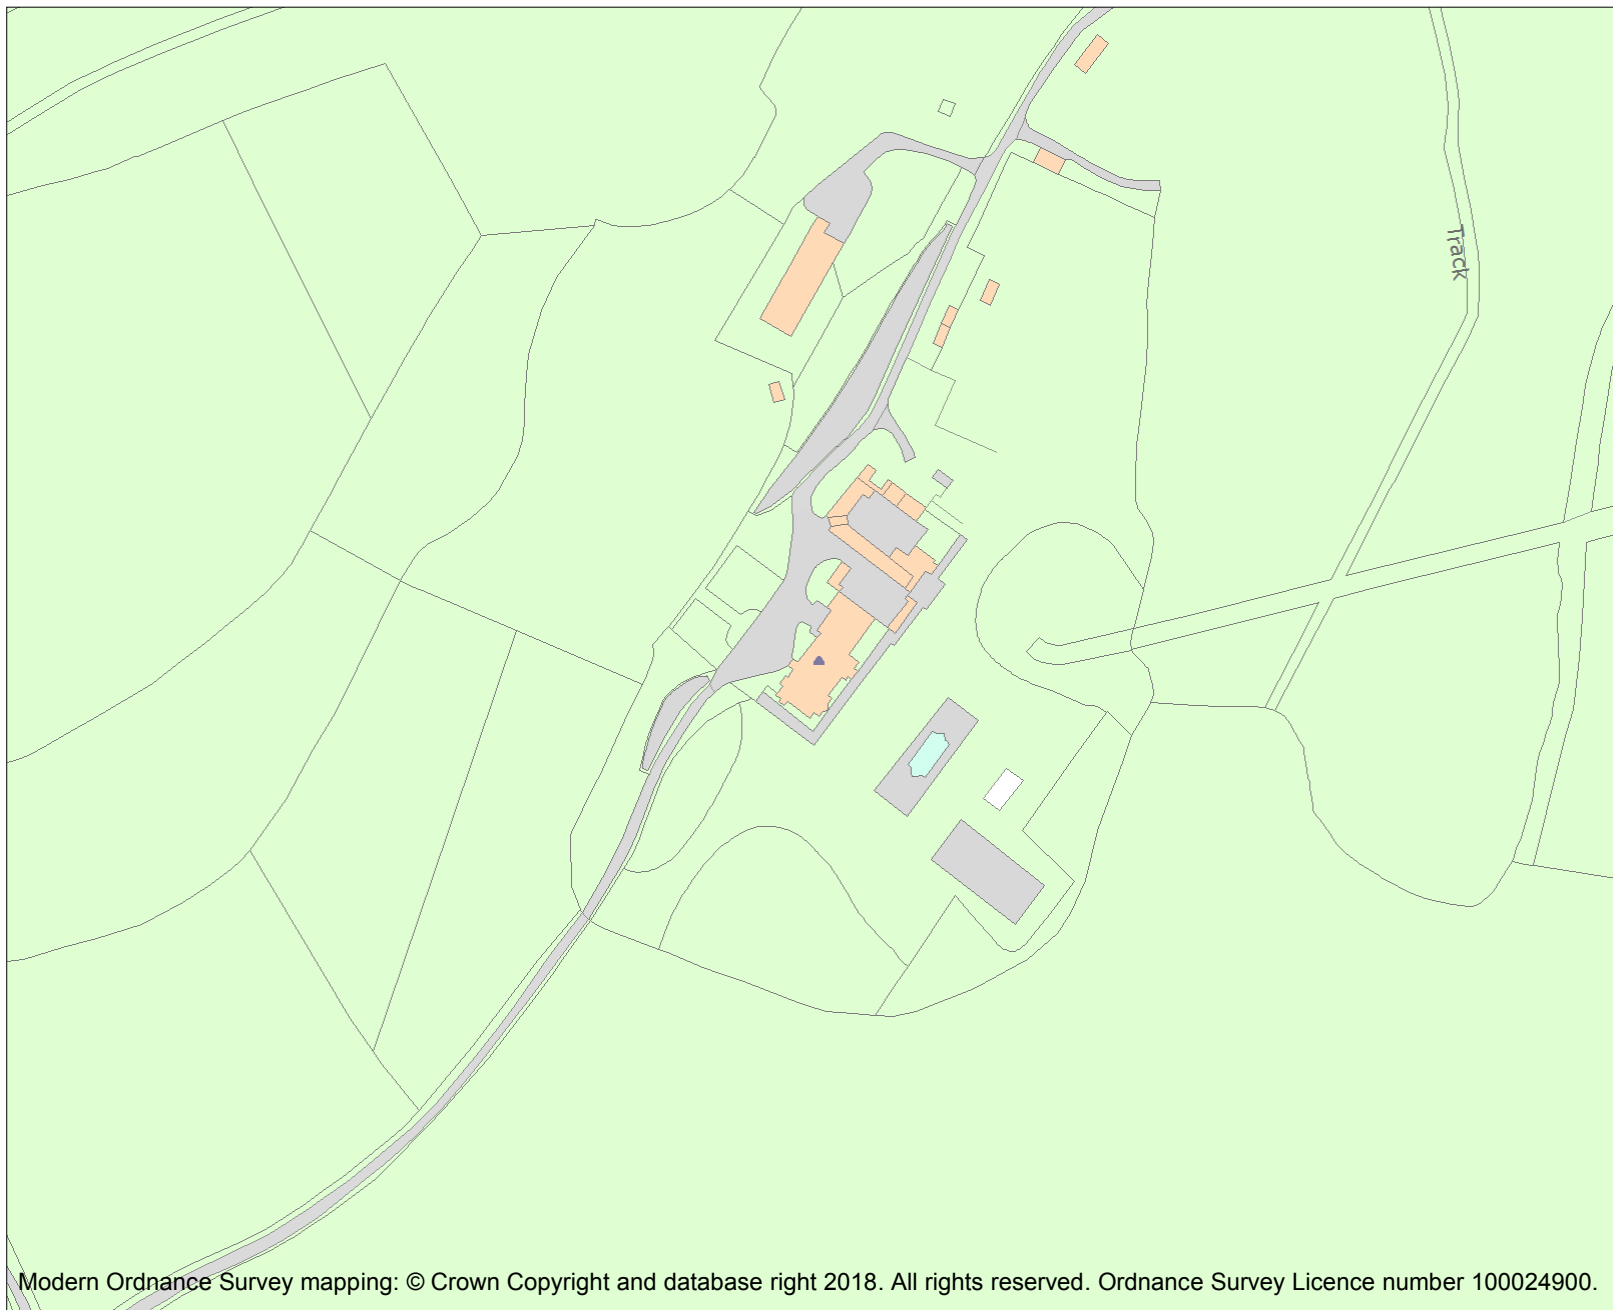 Track
Modern Ordnance Survey mapping: © Crown Copyright and database right 2018. All rights reserved. Ordnance Survey Licence number 100024900.